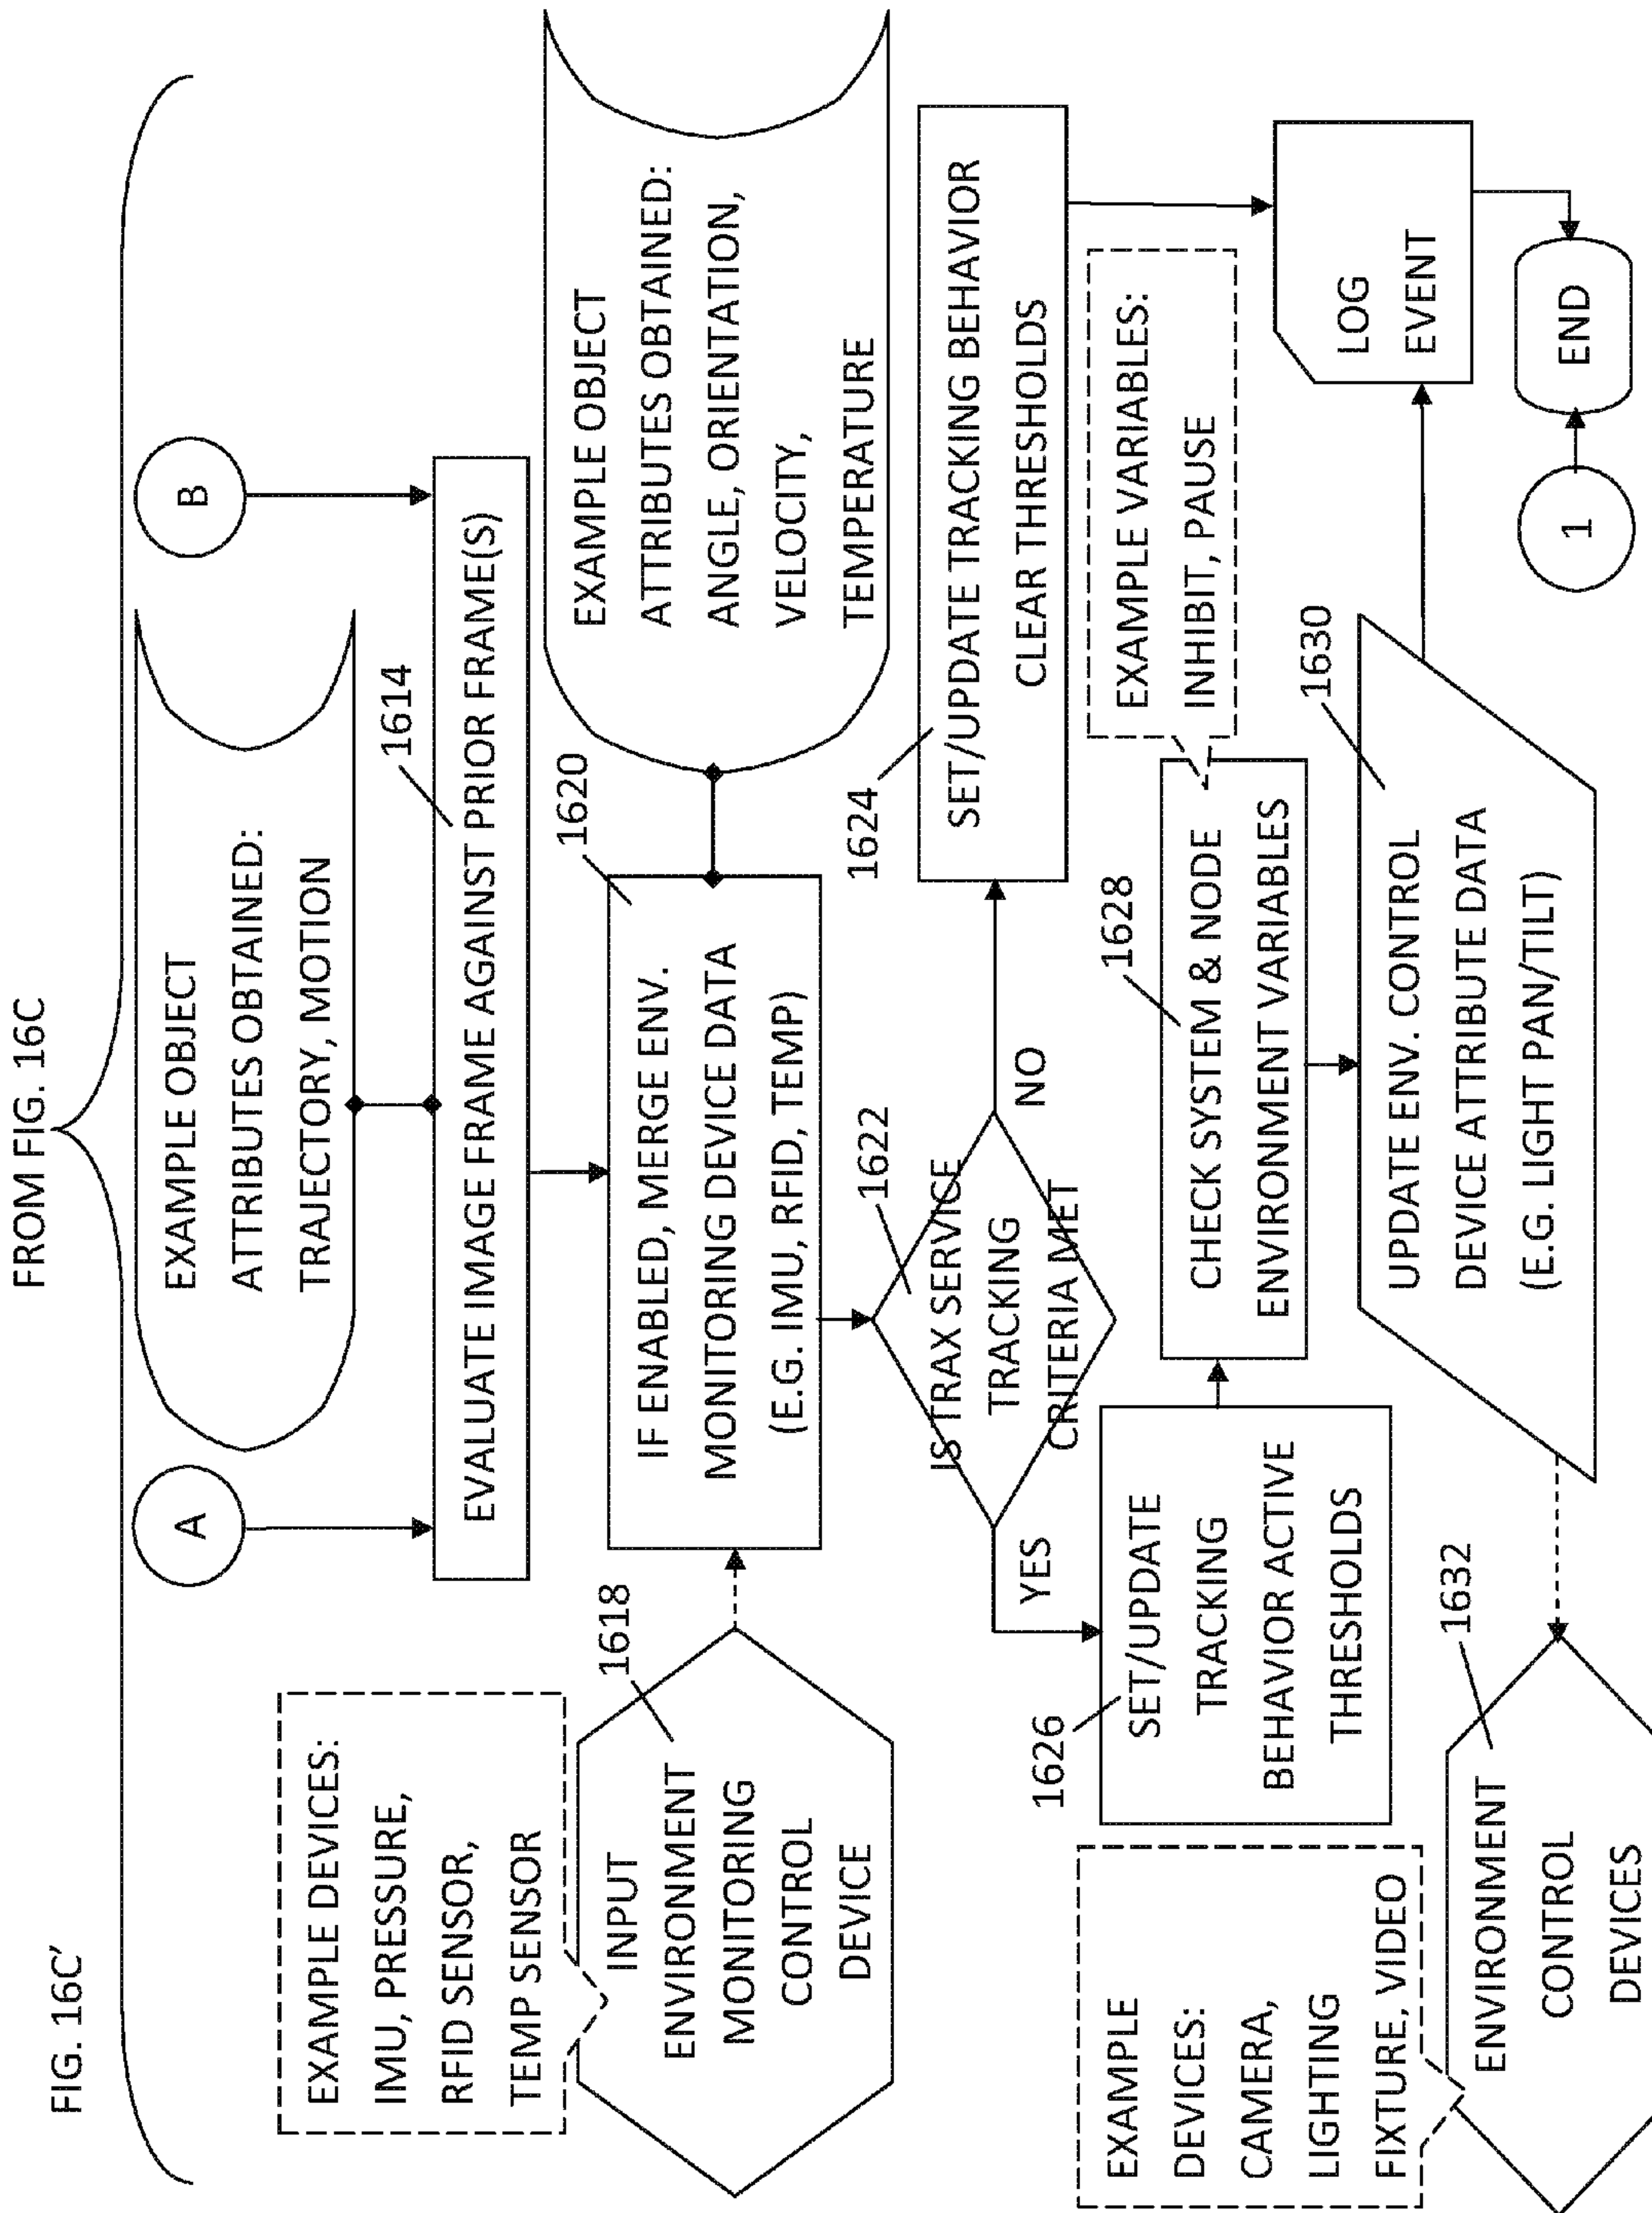 FIG. 16C'
FROM FIG. 16C
A
EXAMPLE OBJECT
ATTRIBUTES OBTAINED:
TRAJECTORY, MOTION
B
1614
EVALUATE IMAGE FRAME AGAINST PRIOR FRAME(S)
EXAMPLE DEVICES:
IMU, PRESSURE,
RFID SENSOR,
TEMP SENSOR
1618
INPUT
ENVIRONMENT
MONITORING
CONTROL
DEVICE
1620
IF ENABLED, MERGE ENV.
MONITORING DEVICE DATA
(E.G. IMU, RFID, TEMP)
EXAMPLE OBJECT
ATTRIBUTES OBTAINED:
ANGLE, ORIENTATION,
VELOCITY,
TEMPERATURE
1622
IS TRAX SERVICE
TRACKING
CRITERIA MET
YES
NO
1624
SET/UPDATE TRACKING BEHAVIOR
CLEAR THRESHOLDS
1626
SET/UPDATE
TRACKING
BEHAVIOR ACTIVE
THRESHOLDS
1628
CHECK SYSTEM & NODE
ENVIRONMENT VARIABLES
EXAMPLE VARIABLES:
INHIBIT, PAUSE
EXAMPLE
DEVICES:
CAMERA,
LIGHTING
FIXTURE, VIDEO
1632
ENVIRONMENT
CONTROL
DEVICES
1630
UPDATE ENV. CONTROL
DEVICE ATTRIBUTE DATA
(E.G. LIGHT PAN/TILT)
LOG
EVENT
1
END